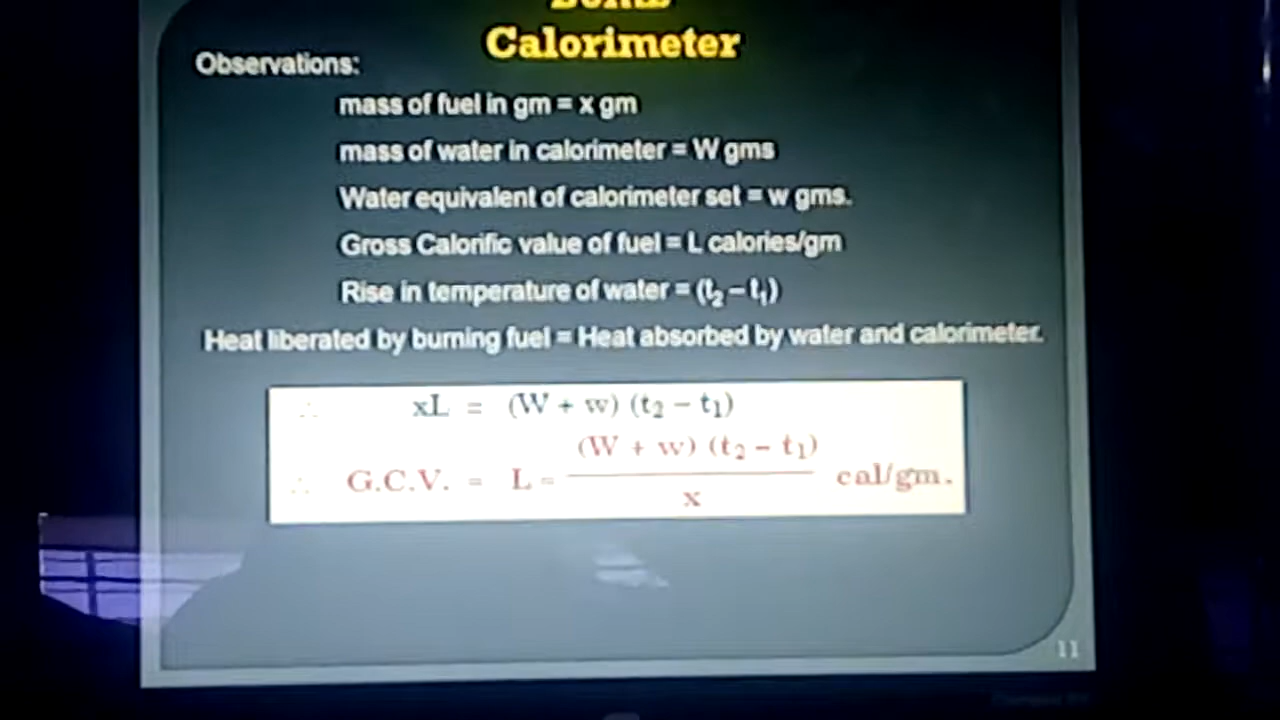 Calorimeter
Observations:
mass of fuel in gm = x gm
mass of water in calorimeter = W gms
Water equivalent of calorimeter set = w gms.
Gross Calorific value of fuel = L calories/gm
Rise in temperature of water = (t₂ – t₁)
Heat liberated by burning fuel = Heat absorbed by water and calorimeter.
∴ xL = (W + w) (t₂ – t₁)
∴ G.C.V. = L = (W + w) (t₂ – t₁) / x cal/gm.
11